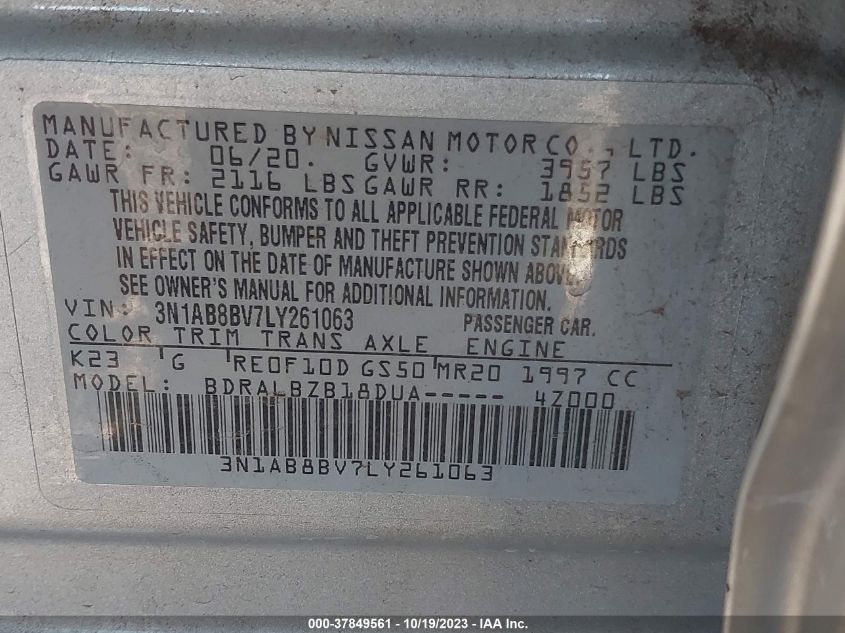 MANUFACTURED BY NISSAN MOTOR CO., LTD.
DATE: 06/20. GVWR: 3957 LBS
GAWR FR: 2116 LBS GAWR RR: 1852 LBS
THIS VEHICLE CONFORMS TO ALL APPLICABLE FEDERAL MOTOR
VEHICLE SAFETY, BUMPER AND THEFT PREVENTION STANDARDS
IN EFFECT ON THE DATE OF MANUFACTURE SHOWN ABOVE.
SEE OWNER'S MANUAL FOR ADDITIONAL INFORMATION.
VIN: 3N1AB8BV7LY261063 PASSENGER CAR.
COLOR TRIM TRANS AXLE ENGINE
K23 G RE0F10D GS50 MR20 1997 CC
MODEL: BDRALBZB18DUA----- 4Z000
3N1AB8BV7LY261063
000-37849561 - 10/19/2023 - IAA Inc.